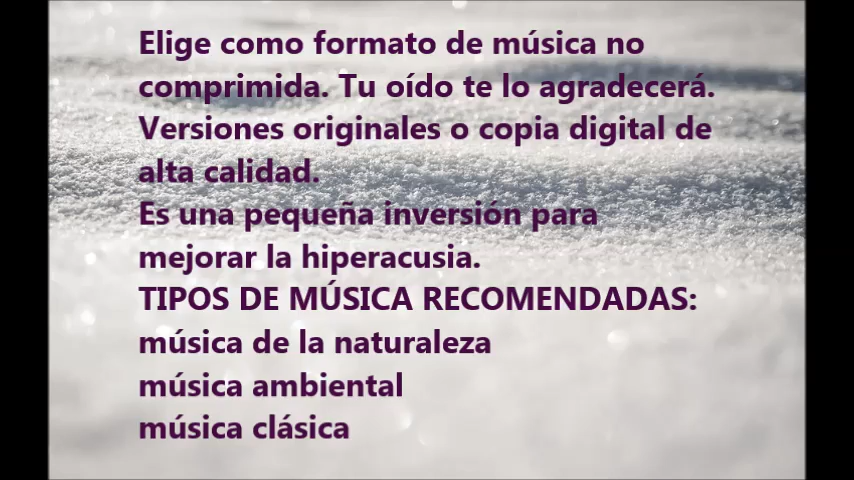 Elige como formato de música no
comprimida. Tu oído te lo agradecerá.
Versiones originales o copia digital de
alta calidad.
Es una pequeña inversión para
mejorar la hiperacusia.
TIPOS DE MÚSICA RECOMENDADAS:
música de la naturaleza
música ambiental
música clásica